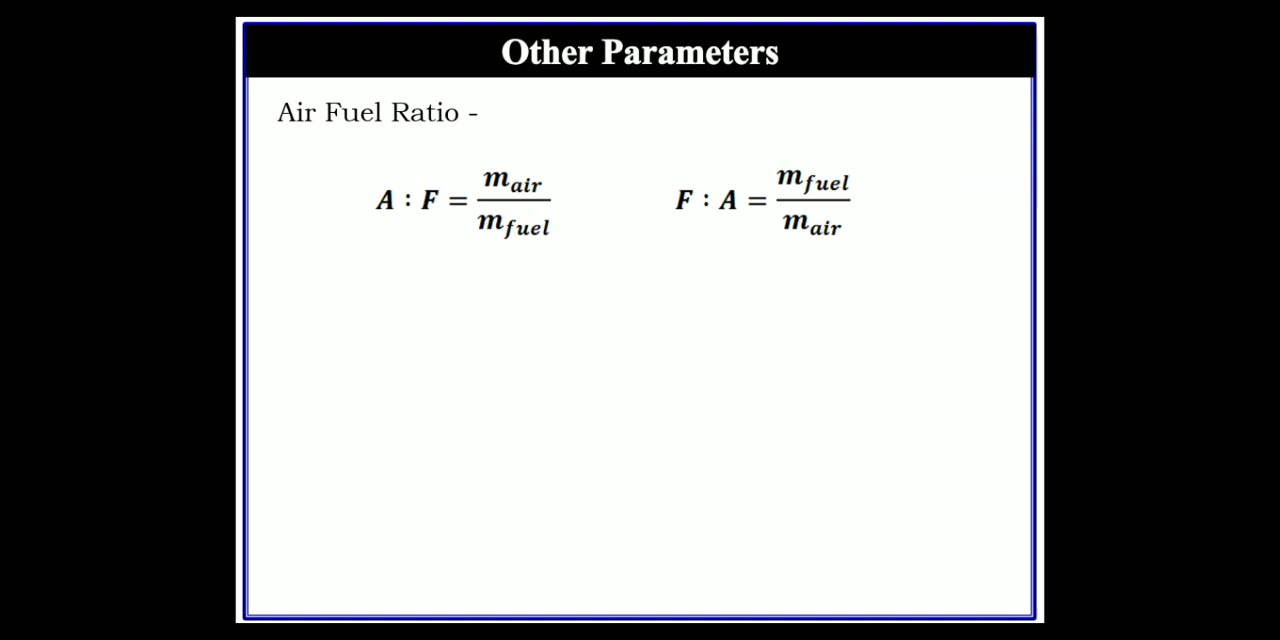 Other Parameters
Air Fuel Ratio -
A : F = m_air / m_fuel    F : A = m_fuel / m_air